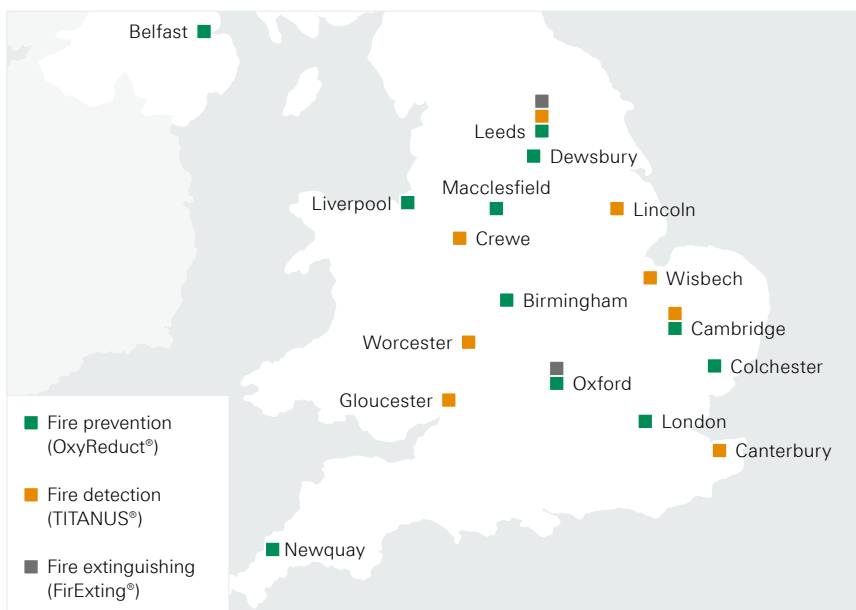 Belfast
Leeds
Dewsbury
Macclesfield
Liverpool
Lincoln
Crewe
Wisbech
Birmingham
Cambridge
Worcester
Colchester
Oxford
Gloucester
London
Canterbury
Newquay
Fire prevention
(OxyReduct®)
Fire detection
(TITANUS®)
Fire extinguishing
(FirExting®)